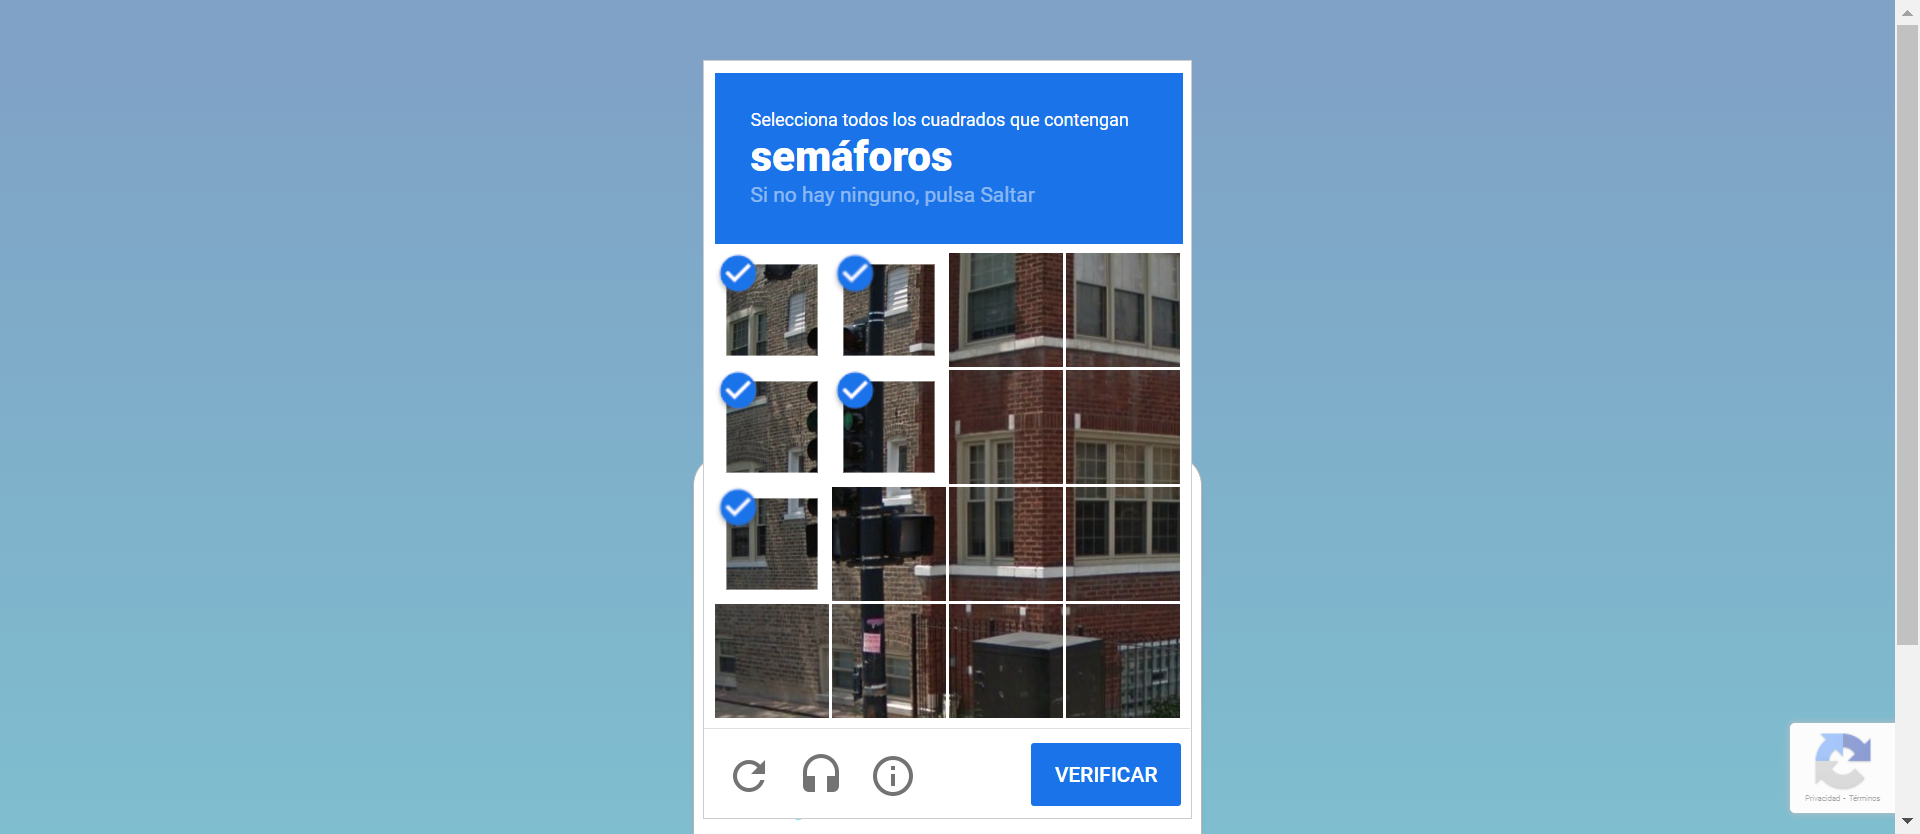 Selecciona todos los cuadrados que contengan
semáforos
Si no hay ninguno, pulsa Saltar
VERIFICAR
Privacidad - Términos